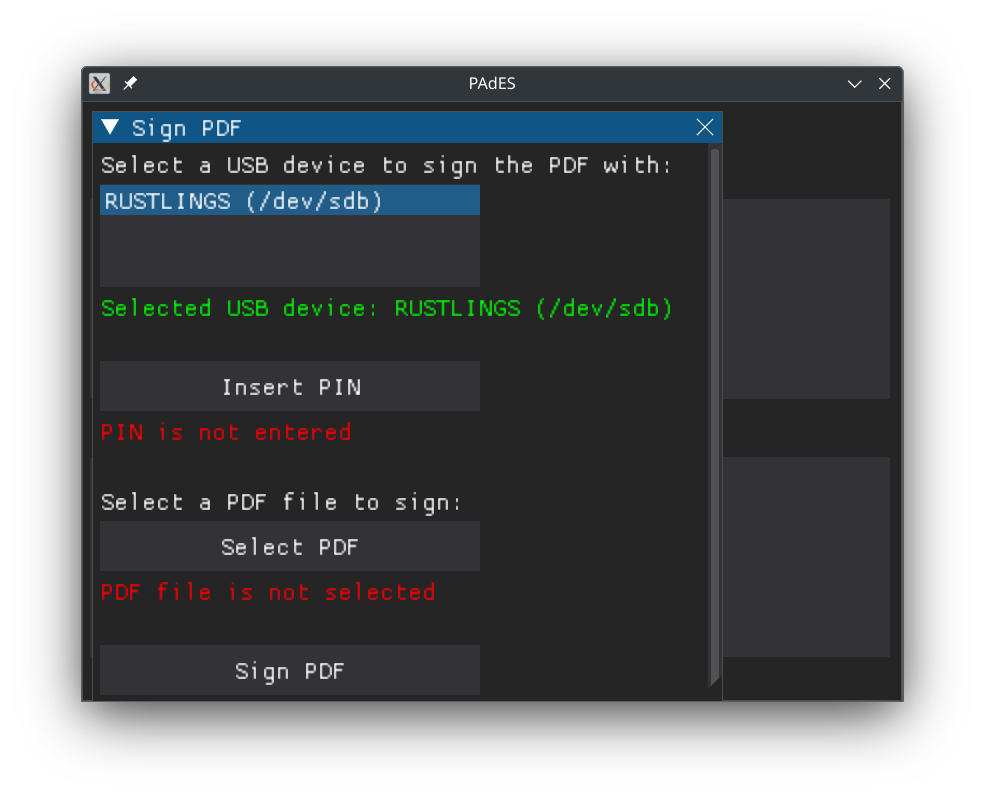 PAdES
Sign PDF
Select a USB device to sign the PDF with:
RUSTLINGS (/dev/sdb)
Selected USB device: RUSTLINGS (/dev/sdb)
Insert PIN
PIN is not entered
Select a PDF file to sign:
Select PDF
PDF file is not selected
Sign PDF